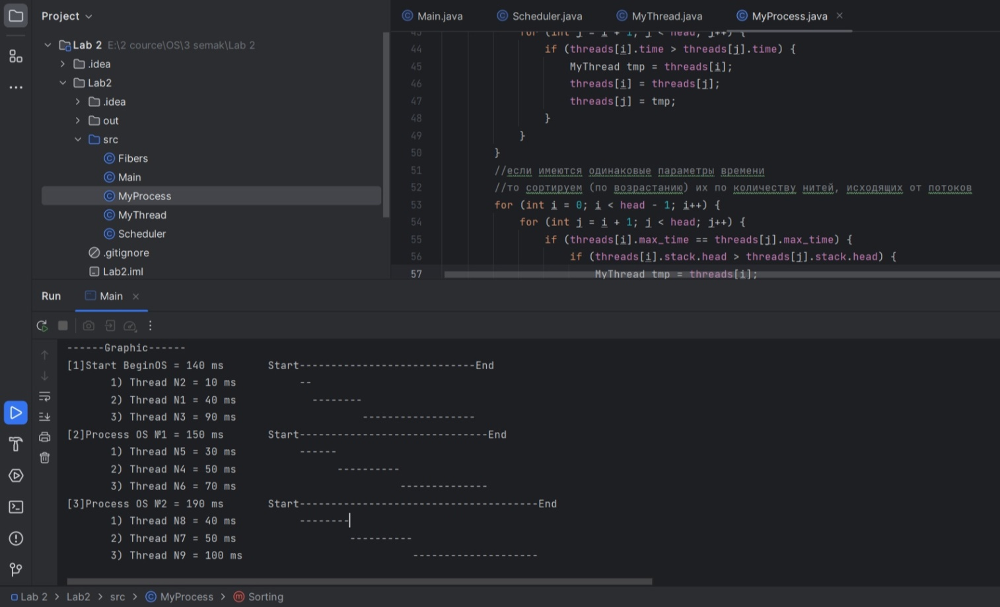 Project
Lab 2 E:\2 cource\OS\3 semak\Lab 2
.idea
Lab2
.idea
out
src
Fibers
Main
MyProcess
MyThread
Scheduler
.gitignore
Lab2.iml
Main.java Scheduler.java MyThread.java MyProcess.java
43 for (int j = i + 1; j < head; j++) {
44 if (threads[i].time > threads[j].time) {
45 MyThread tmp = threads[i];
46 threads[i] = threads[j];
47 threads[j] = tmp;
48 }
49 }
50 }
51 //если имеются одинаковые параметры времени
52 //то сортируем (по возрастанию) их по количеству нитей, исходящих от потоков
53 for (int i = 0; i < head - 1; i++) {
54 for (int j = i + 1; j < head; j++) {
55 if (threads[i].max_time == threads[j].max_time) {
56 if (threads[i].stack.head > threads[j].stack.head) {
57 MyThread tmp = threads[i];
Run Main
------Graphic------
[1]Start BeginOS = 140 ms Start----------------------------End
1) Thread N2 = 10 ms --
2) Thread N1 = 40 ms --------
3) Thread N3 = 90 ms ------------------
[2]Process OS №1 = 150 ms Start------------------------------End
1) Thread N5 = 30 ms ------
2) Thread N4 = 50 ms ----------
3) Thread N6 = 70 ms --------------
[3]Process OS №2 = 190 ms Start--------------------------------------End
1) Thread N8 = 40 ms --------
2) Thread N7 = 50 ms ----------
3) Thread N9 = 100 ms --------------------
Lab 2 > Lab2 > src > MyProcess > Sorting